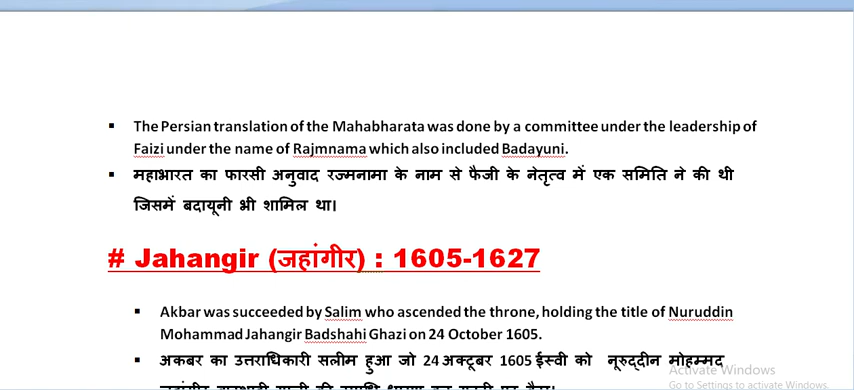 ▪ The Persian translation of the Mahabharata was done by a committee under the leadership of
Faizi under the name of Rajmnama which also included Badayuni.
▪ महाभारत का फारसी अनुवाद रज्मनामा के नाम से फैजी के नेतृत्व में एक समिति ने की थी
जिसमें बदायूनी भी शामिल था।
# Jahangir (जहांगीर) : 1605-1627
▪ Akbar was succeeded by Salim who ascended the throne, holding the title of Nuruddin
Mohammad Jahangir Badshahi Ghazi on 24 October 1605.
▪ अकबर का उत्तराधिकारी सलीम हुआ जो 24 अक्टूबर 1605 ईस्वी को नूरुद्दीन मोहम्मद
Activate Windows
Go to Settings to activate Windows.